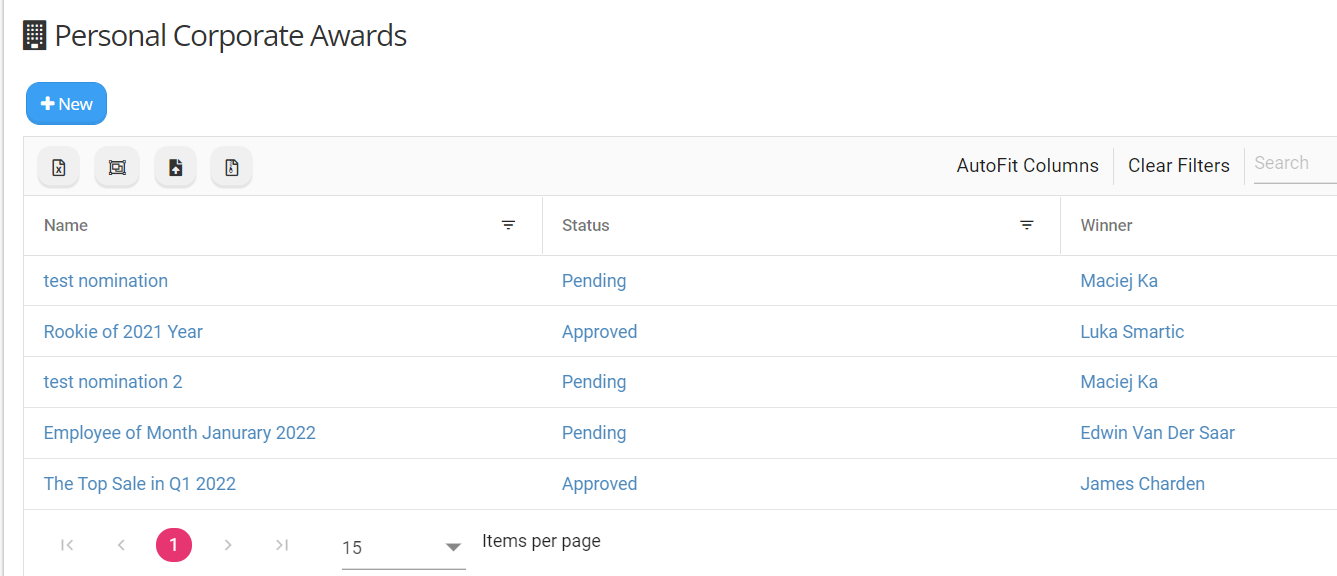 Personal Corporate Awards
New
AutoFit Columns Clear Filters Search
Name Status Winner
test nomination Pending Maciej Ka
Rookie of 2021 Year Approved Luka Smartic
test nomination 2 Pending Maciej Ka
Employee of Month Janurary 2022 Pending Edwin Van Der Saar
The Top Sale in Q1 2022 Approved James Charden
1 15 Items per page